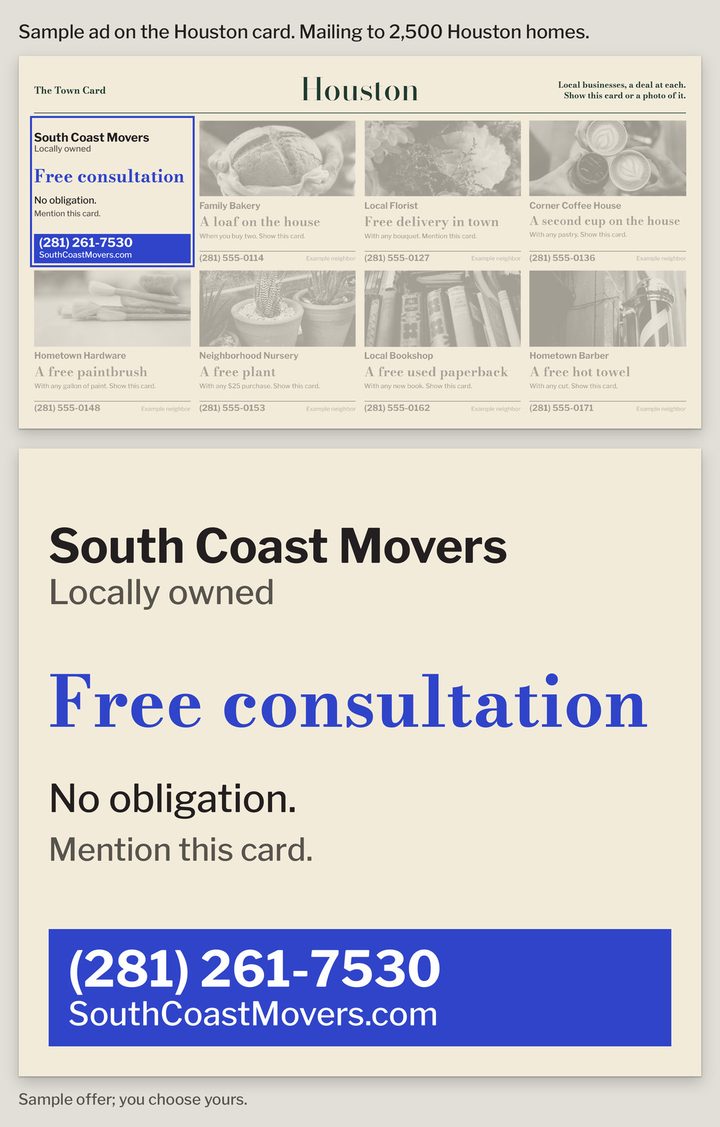 Sample ad on the Houston card. Mailing to 2,500 Houston homes.
The Town Card
Houston
Local businesses, a deal at each.
Show this card or a photo of it.
South Coast Movers
Locally owned
Free consultation
No obligation.
Mention this card.
(281) 261-7530
SouthCoastMovers.com
Family Bakery
A loaf on the house
When you buy two. Show this card.
(281) 555-0114
Example neighbor
Local Florist
Free delivery in town
With any bouquet. Mention this card.
(281) 555-0127
Example neighbor
Corner Coffee House
A second cup on the house
With any pastry. Show this card.
(281) 555-0136
Example neighbor
Hometown Hardware
A free paintbrush
With any gallon of paint. Show this card.
(281) 555-0148
Example neighbor
Neighborhood Nursery
A free plant
With any $25 purchase. Show this card.
(281) 555-0153
Example neighbor
Local Bookshop
A free used paperback
With any new book. Show this card.
(281) 555-0162
Example neighbor
Hometown Barber
A free hot towel
With any cut. Show this card.
(281) 555-0171
Example neighbor
South Coast Movers
Locally owned
Free consultation
No obligation.
Mention this card.
(281) 261-7530
SouthCoastMovers.com
Sample offer; you choose yours.